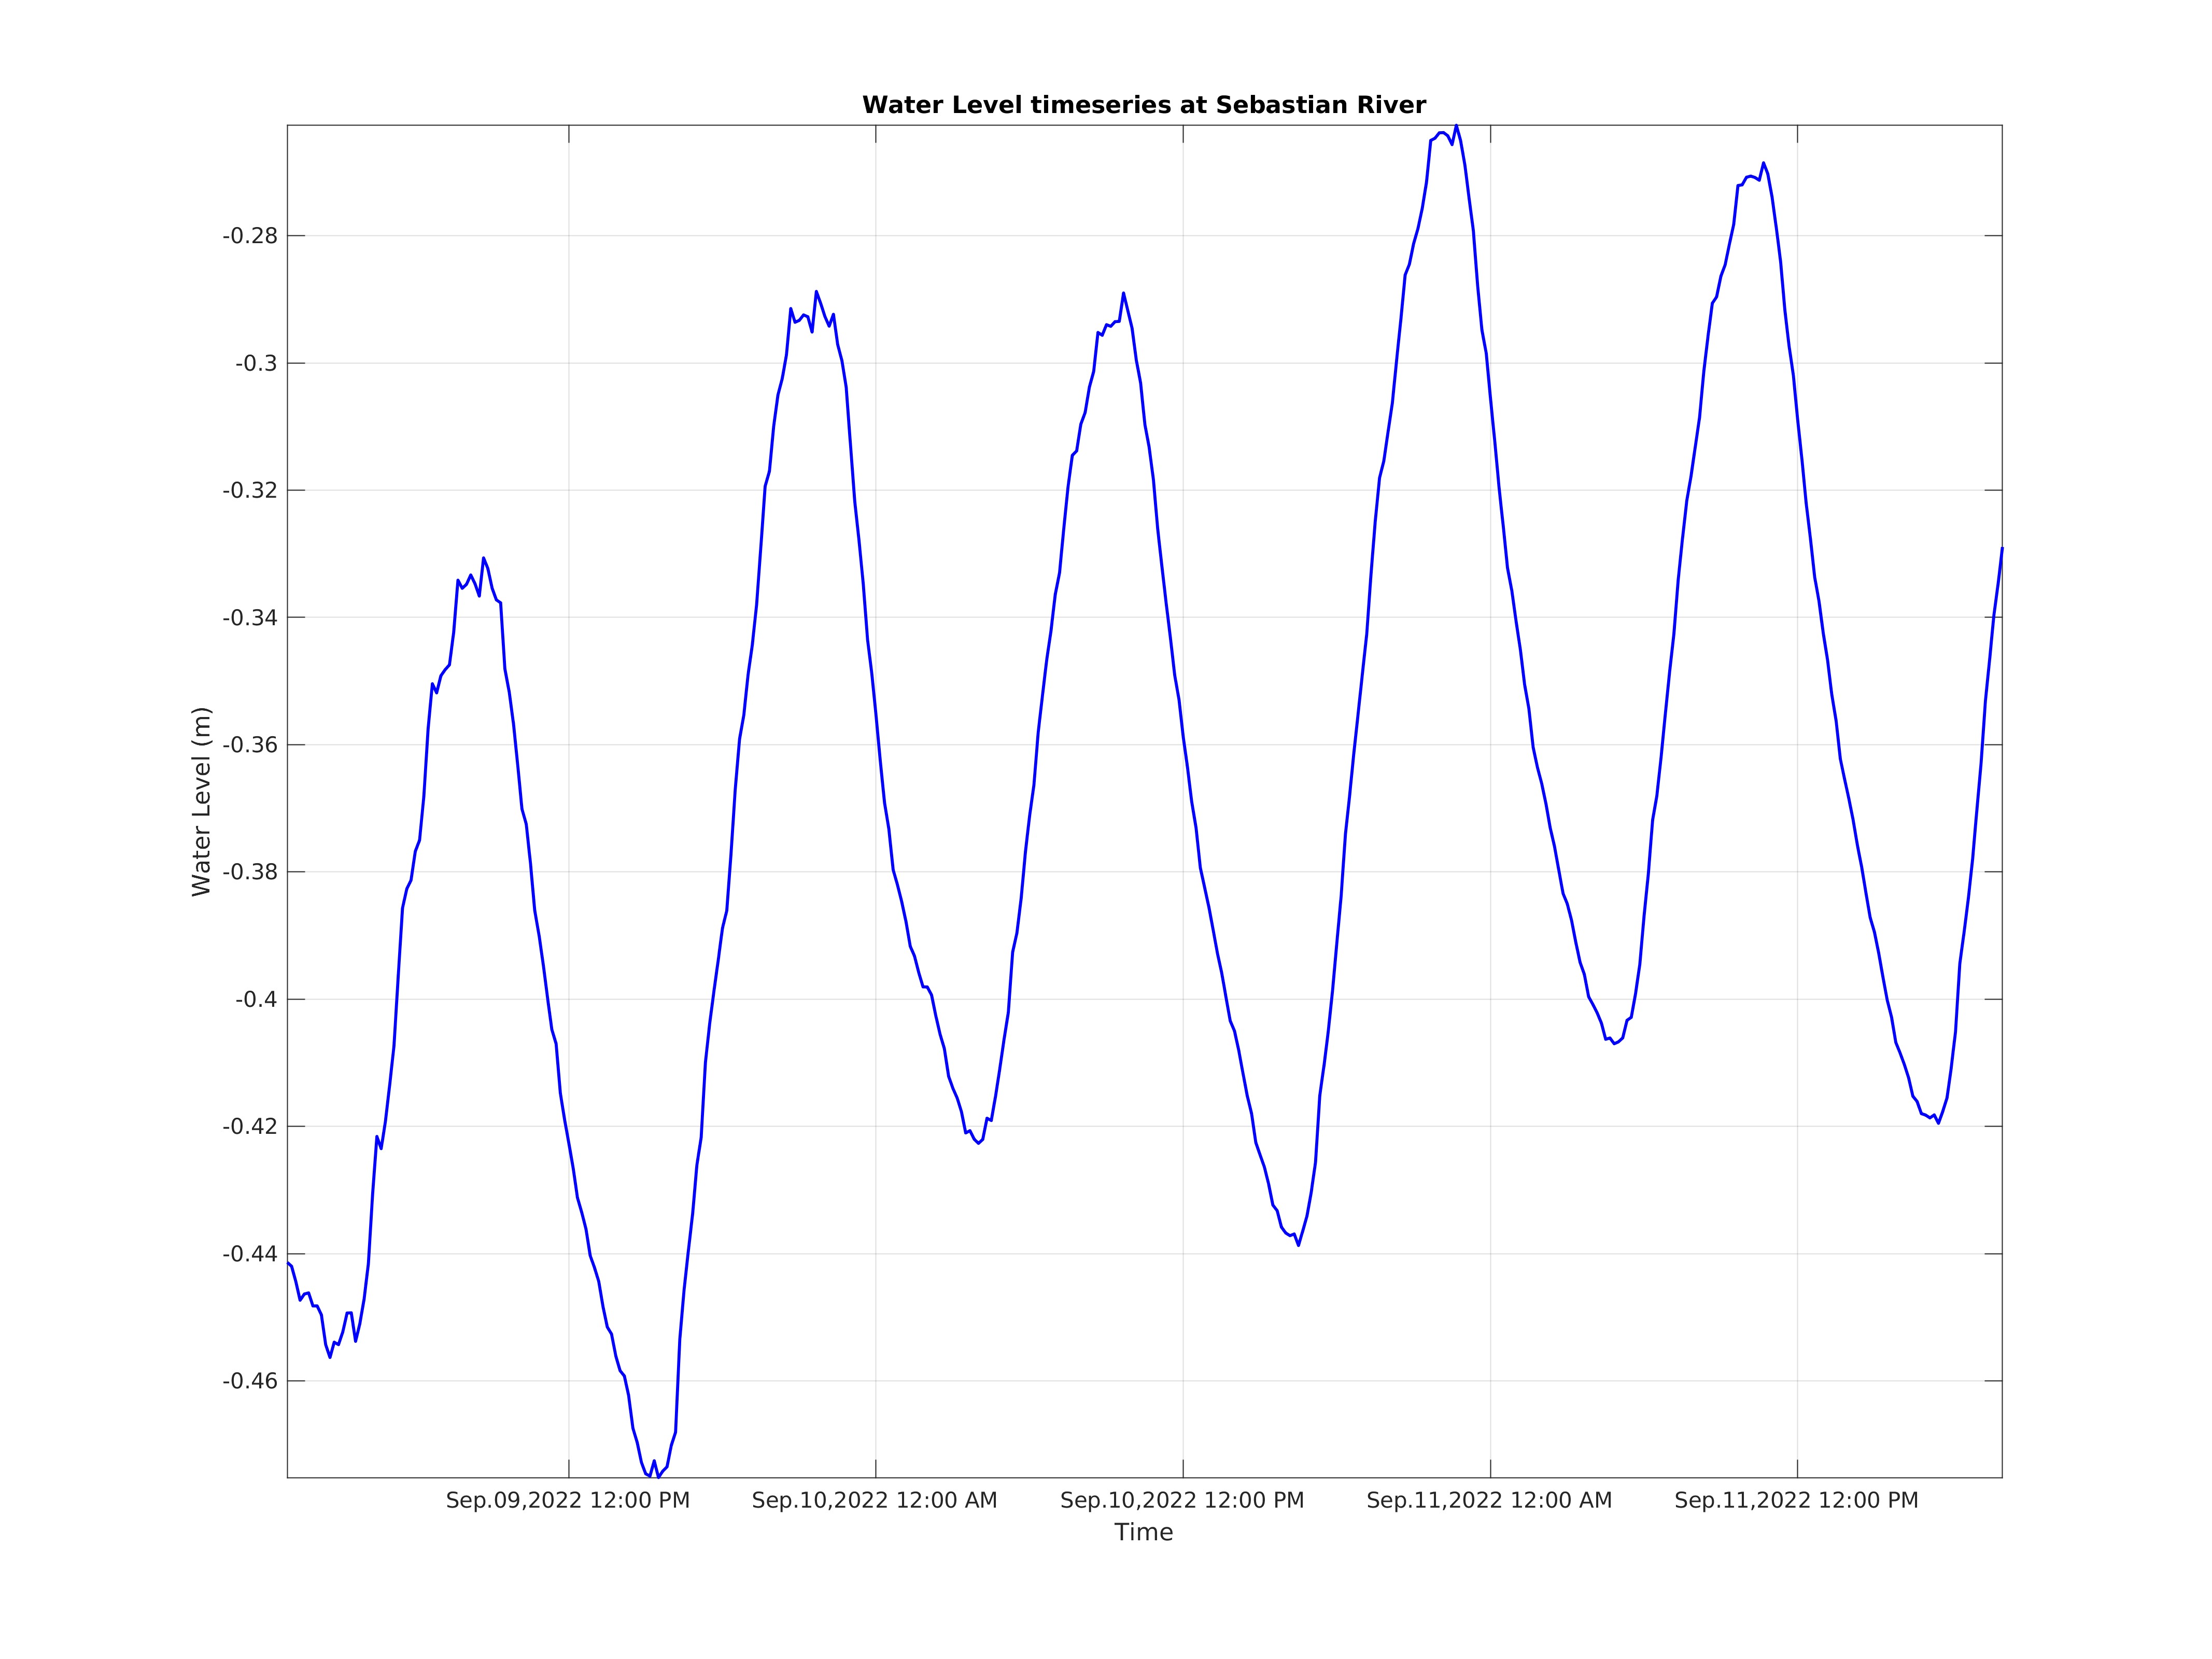 Water Level timeseries at Sebastian River
-0.28
-0.3
-0.32
-0.34
-0.36
-0.38
-0.4
-0.42
-0.44
-0.46
Water Level (m)
Sep.09,2022 12:00 PM
Sep.10,2022 12:00 AM
Sep.10,2022 12:00 PM
Sep.11,2022 12:00 AM
Sep.11,2022 12:00 PM
Time